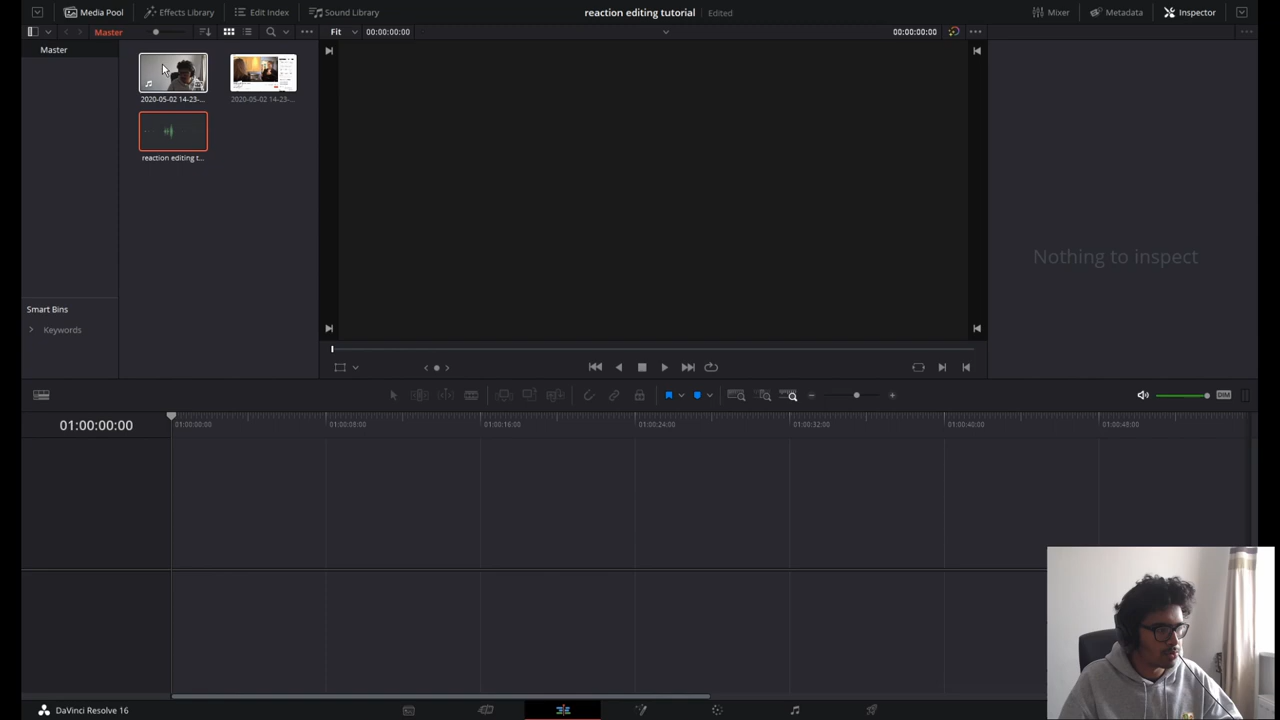 Media Pool
Effects Library
Edit Index
Sound Library
reaction editing tutorial
Edited
Mixer
Metadata
Inspector
Master
Fit
00:00:00:00
00:00:00:00
Master
2020-05-02 14-23-...
2020-05-02 14-23-...
reaction editing t...
Nothing to inspect
Smart Bins
Keywords
DIM
01:00:00:00
01:00:00:00
01:00:08:00
01:00:16:00
01:00:24:00
01:00:32:00
01:00:40:00
01:00:48:00
DaVinci Resolve 16